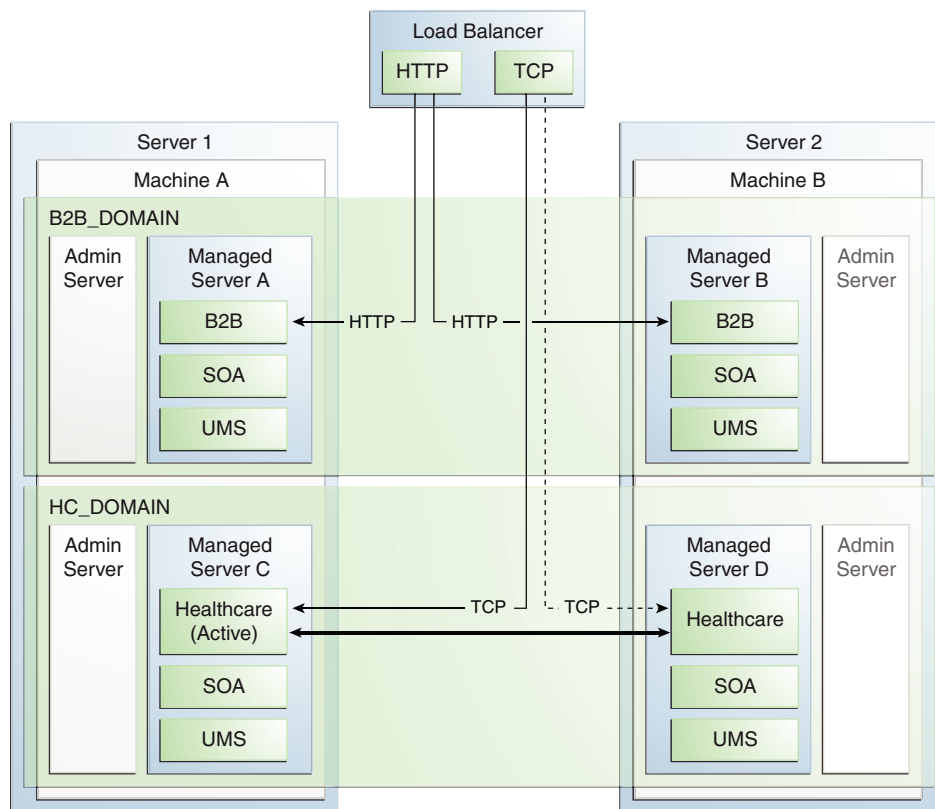 Load Balancer
HTTP
TCP
Server 1
Server 2
Machine A
Machine B
B2B_DOMAIN
Admin
Server
Managed
Server A
B2B
SOA
UMS
HTTP
HTTP
Managed
Server B
B2B
SOA
UMS
Admin
Server
HC_DOMAIN
Admin
Server
Managed
Server C
Healthcare
(Active)
SOA
UMS
TCP
TCP
Managed
Server D
Healthcare
SOA
UMS
Admin
Server